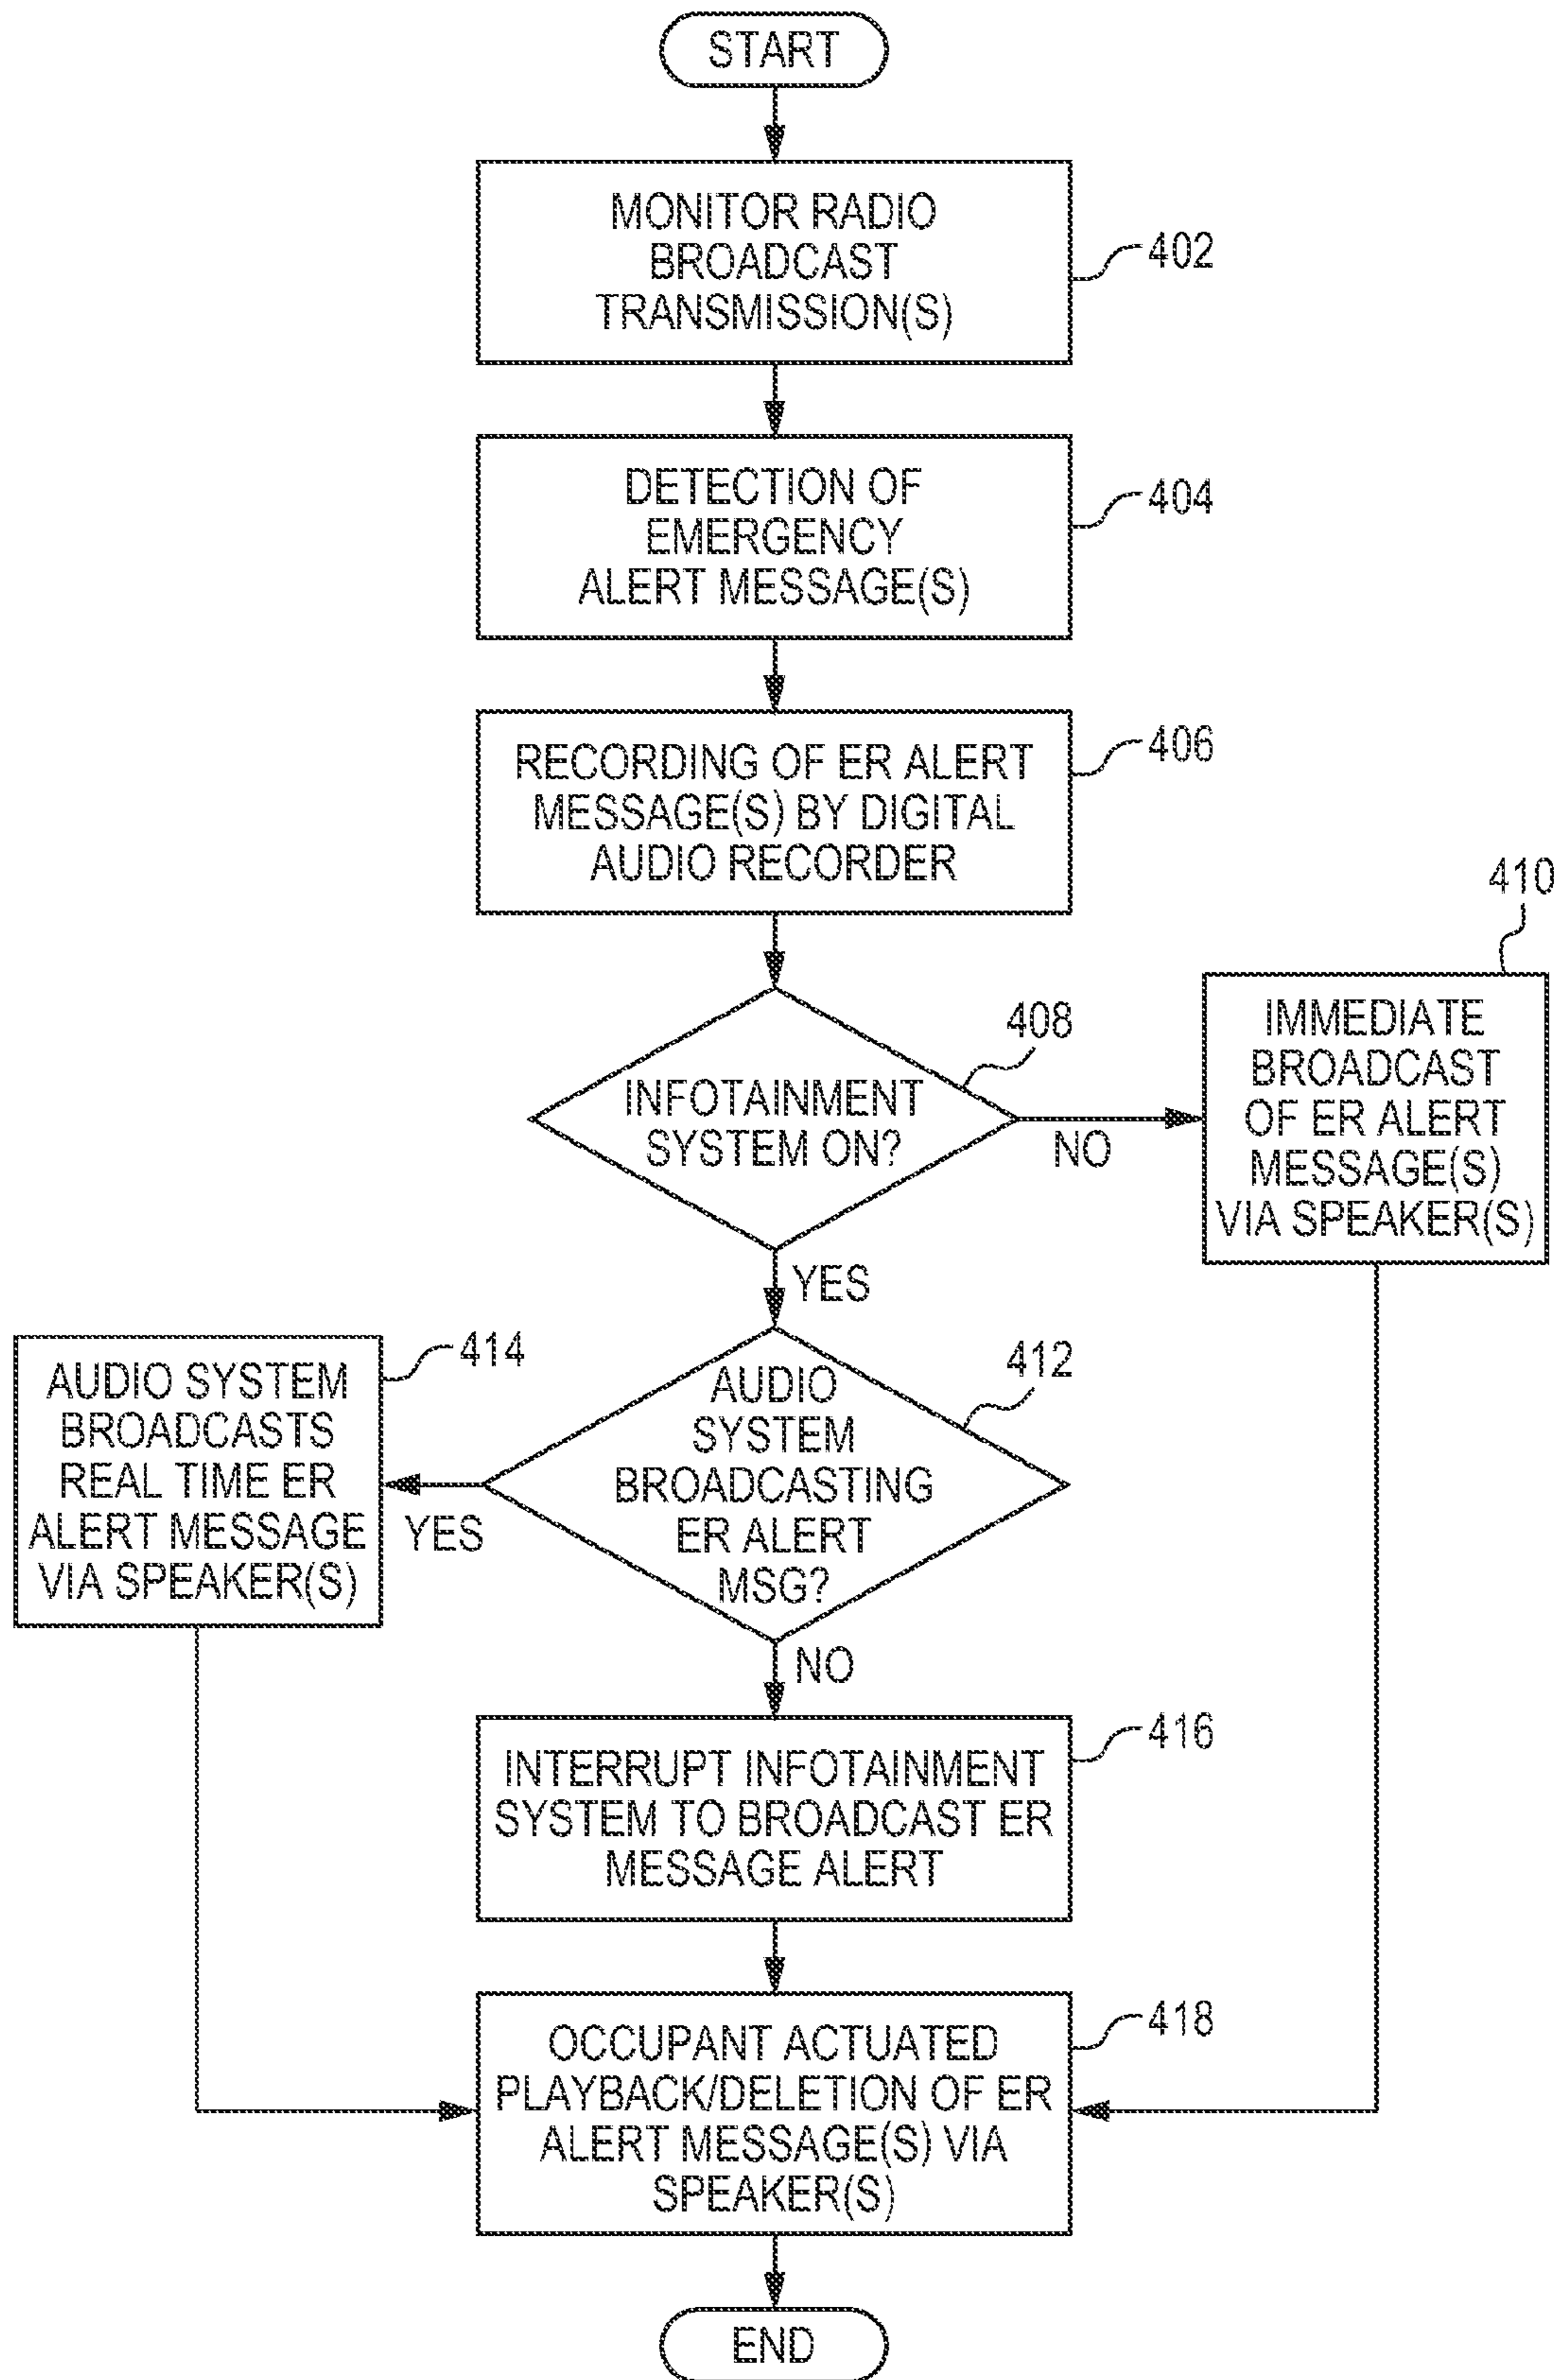 START
MONITOR RADIO
BROADCAST
TRANSMISSION(S)
402
DETECTION OF
EMERGENCY
ALERT MESSAGE(S)
404
RECORDING OF ER ALERT
MESSAGE(S) BY DIGITAL
AUDIO RECORDER
406
INFOTAINMENT
SYSTEM ON?
408
NO
410
IMMEDIATE
BROADCAST
OF ER ALERT
MESSAGE(S)
VIA SPEAKER(S)
YES
AUDIO
SYSTEM
BROADCASTING
ER ALERT
MSG?
412
YES
414
AUDIO SYSTEM
BROADCASTS
REAL TIME ER
ALERT MESSAGE
VIA SPEAKER(S)
NO
INTERRUPT INFOTAINMENT
SYSTEM TO BROADCAST ER
MESSAGE ALERT
416
OCCUPANT ACTUATED
PLAYBACK/DELETION OF ER
ALERT MESSAGE(S) VIA
SPEAKER(S)
418
END